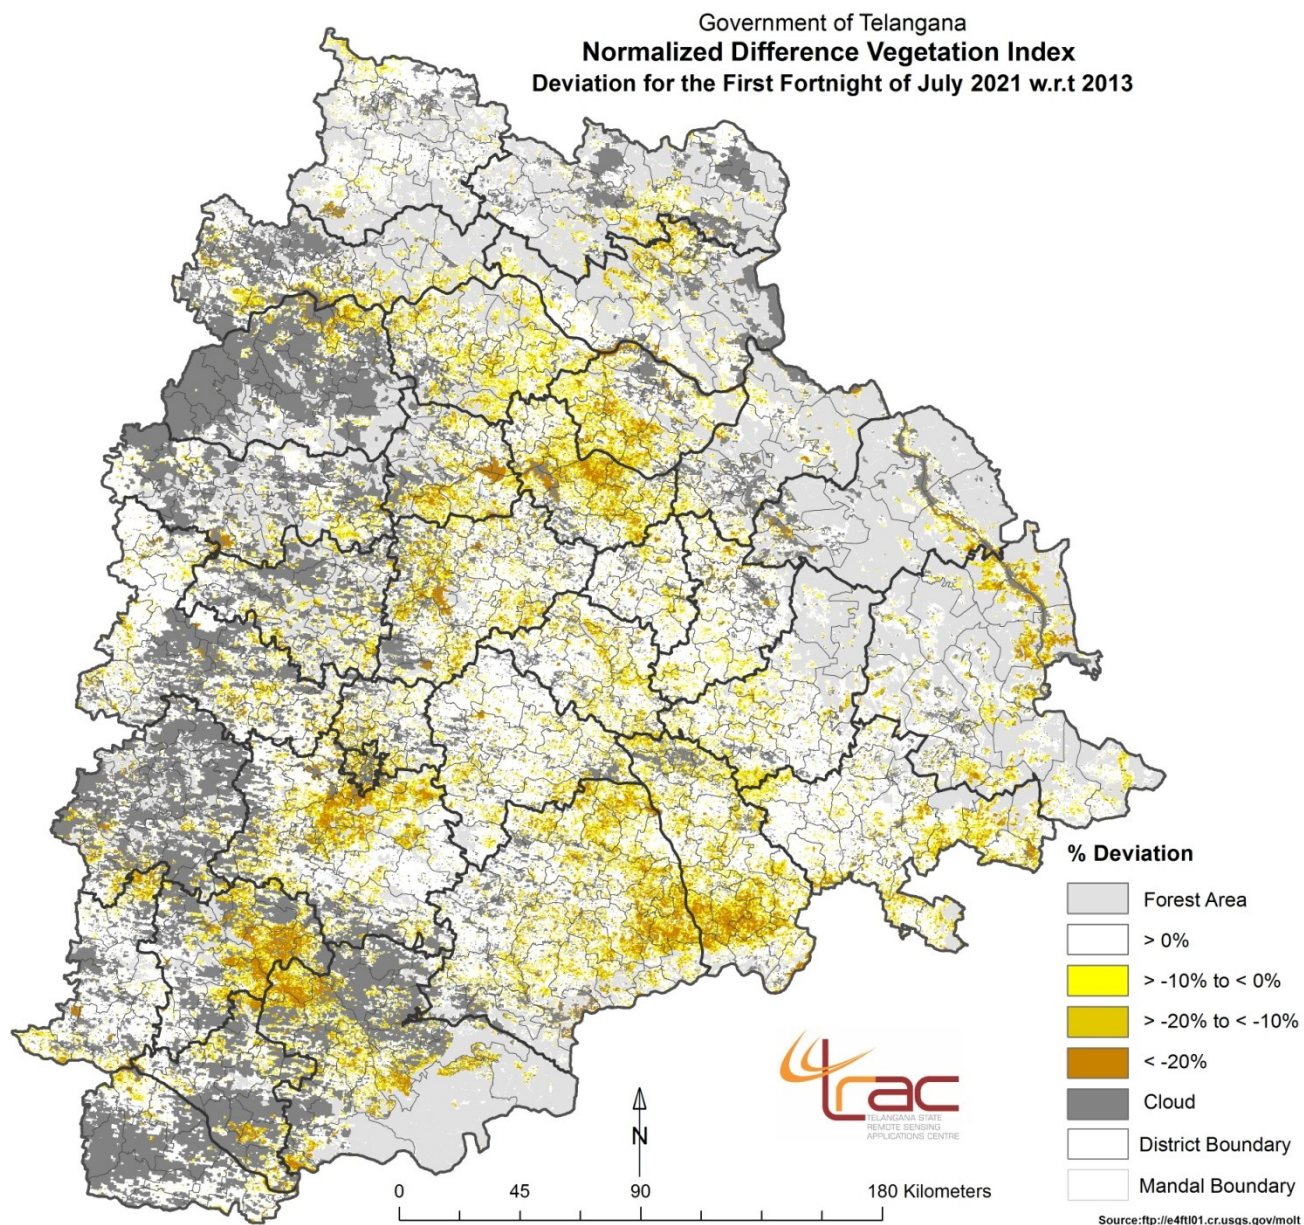 Government of Telangana
Normalized Difference Vegetation Index
Deviation for the First Fortnight of July 2021 w.r.t 2013
% Deviation
Forest Area
> 0%
> -10% to < 0%
> -20% to < -10%
< -20%
Cloud
District Boundary
Mandal Boundary
trac
TELANGANA STATE
REMOTE SENSING
APPLICATIONS CENTRE
N
0 45 90 180 Kilometers
Source:ftp://e4ftl01.cr.usgs.gov/molt